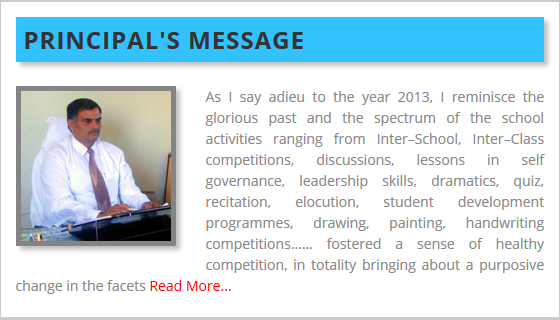 PRINCIPAL'S MESSAGE
As I say adieu to the year 2013, I reminisce the
glorious past and the spectrum of the school
activities ranging from Inter–School, Inter–Class
competitions, discussions, lessons in self
governance, leadership skills, dramatics, quiz,
recitation, elocution, student development
programmes, drawing, painting, handwriting
competitions...... fostered a sense of healthy
competition, in totality bringing about a purposive
change in the facets Read More...